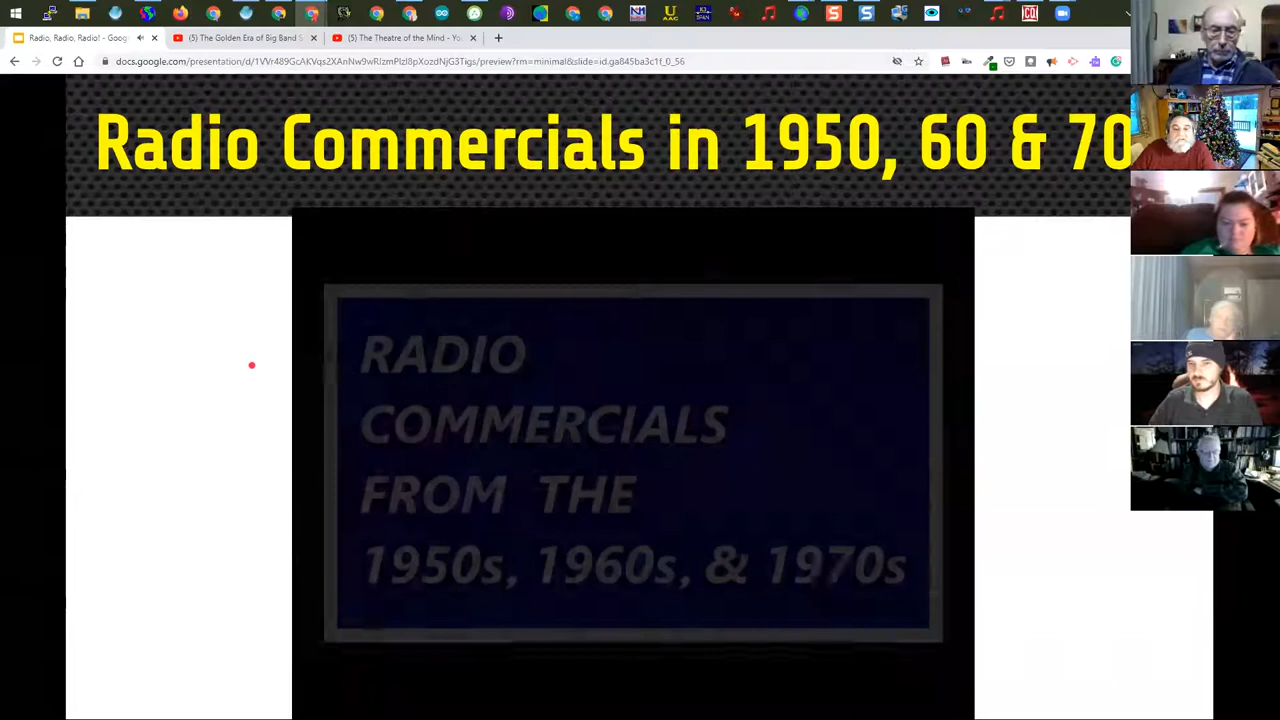 Radio, Radio, Radio! - Goog
(5) The Golden Era of Big Band S
(5) The Theatre of the Mind - Yo
docs.google.com/presentation/d/1VVr489GcAKVqs2XAnNw9wRIzmPlzI8pXozdNjG3Tigs/preview?rm=minimal&slide=id.ga845ba3c1f_0_56
Radio Commercials in 1950, 60 & 70
RADIO
COMMERCIALS
FROM THE
1950s, 1960s, & 1970s